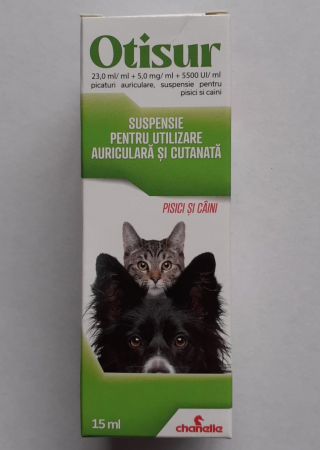 Otisur
23,0 ml/ ml + 5,0 mg/ ml + 5500 UI/ ml
picaturi auriculare, suspensie pentru
pisici si caini
SUSPENSIE
PENTRU UTILIZARE
AURICULARĂ ȘI CUTANATĂ
PISICI ȘI CÂINI
15 ml
chanelle